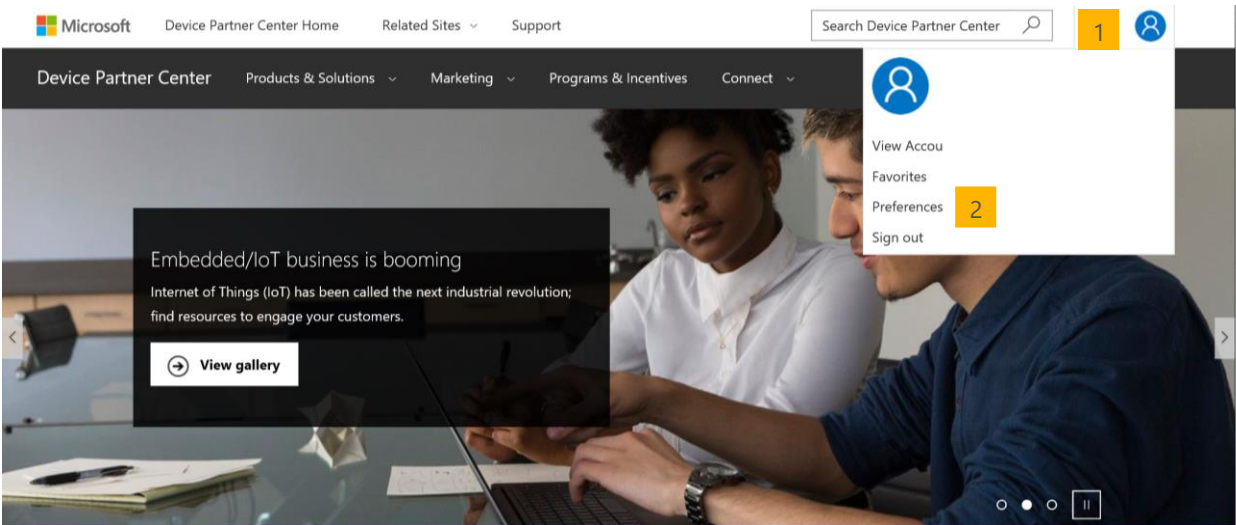 Microsoft Device Partner Center Home Related Sites Support Search Device Partner Center 1
Device Partner Center Products & Solutions Marketing Programs & Incentives Connect
View Accou
Favorites
Preferences 2
Sign out
Embedded/IoT business is booming
Internet of Things (IoT) has been called the next industrial revolution;
find resources to engage your customers.
View gallery